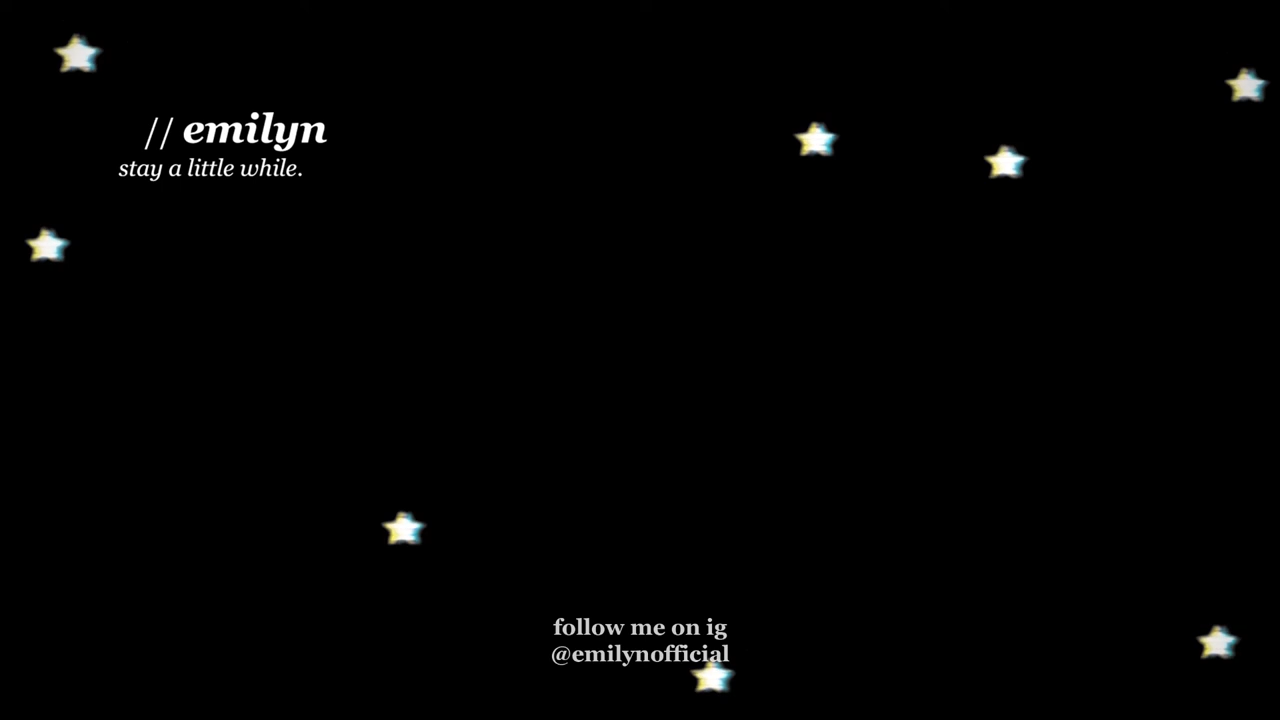 // emilyn
stay a little while.
follow me on ig
@emilynofficial